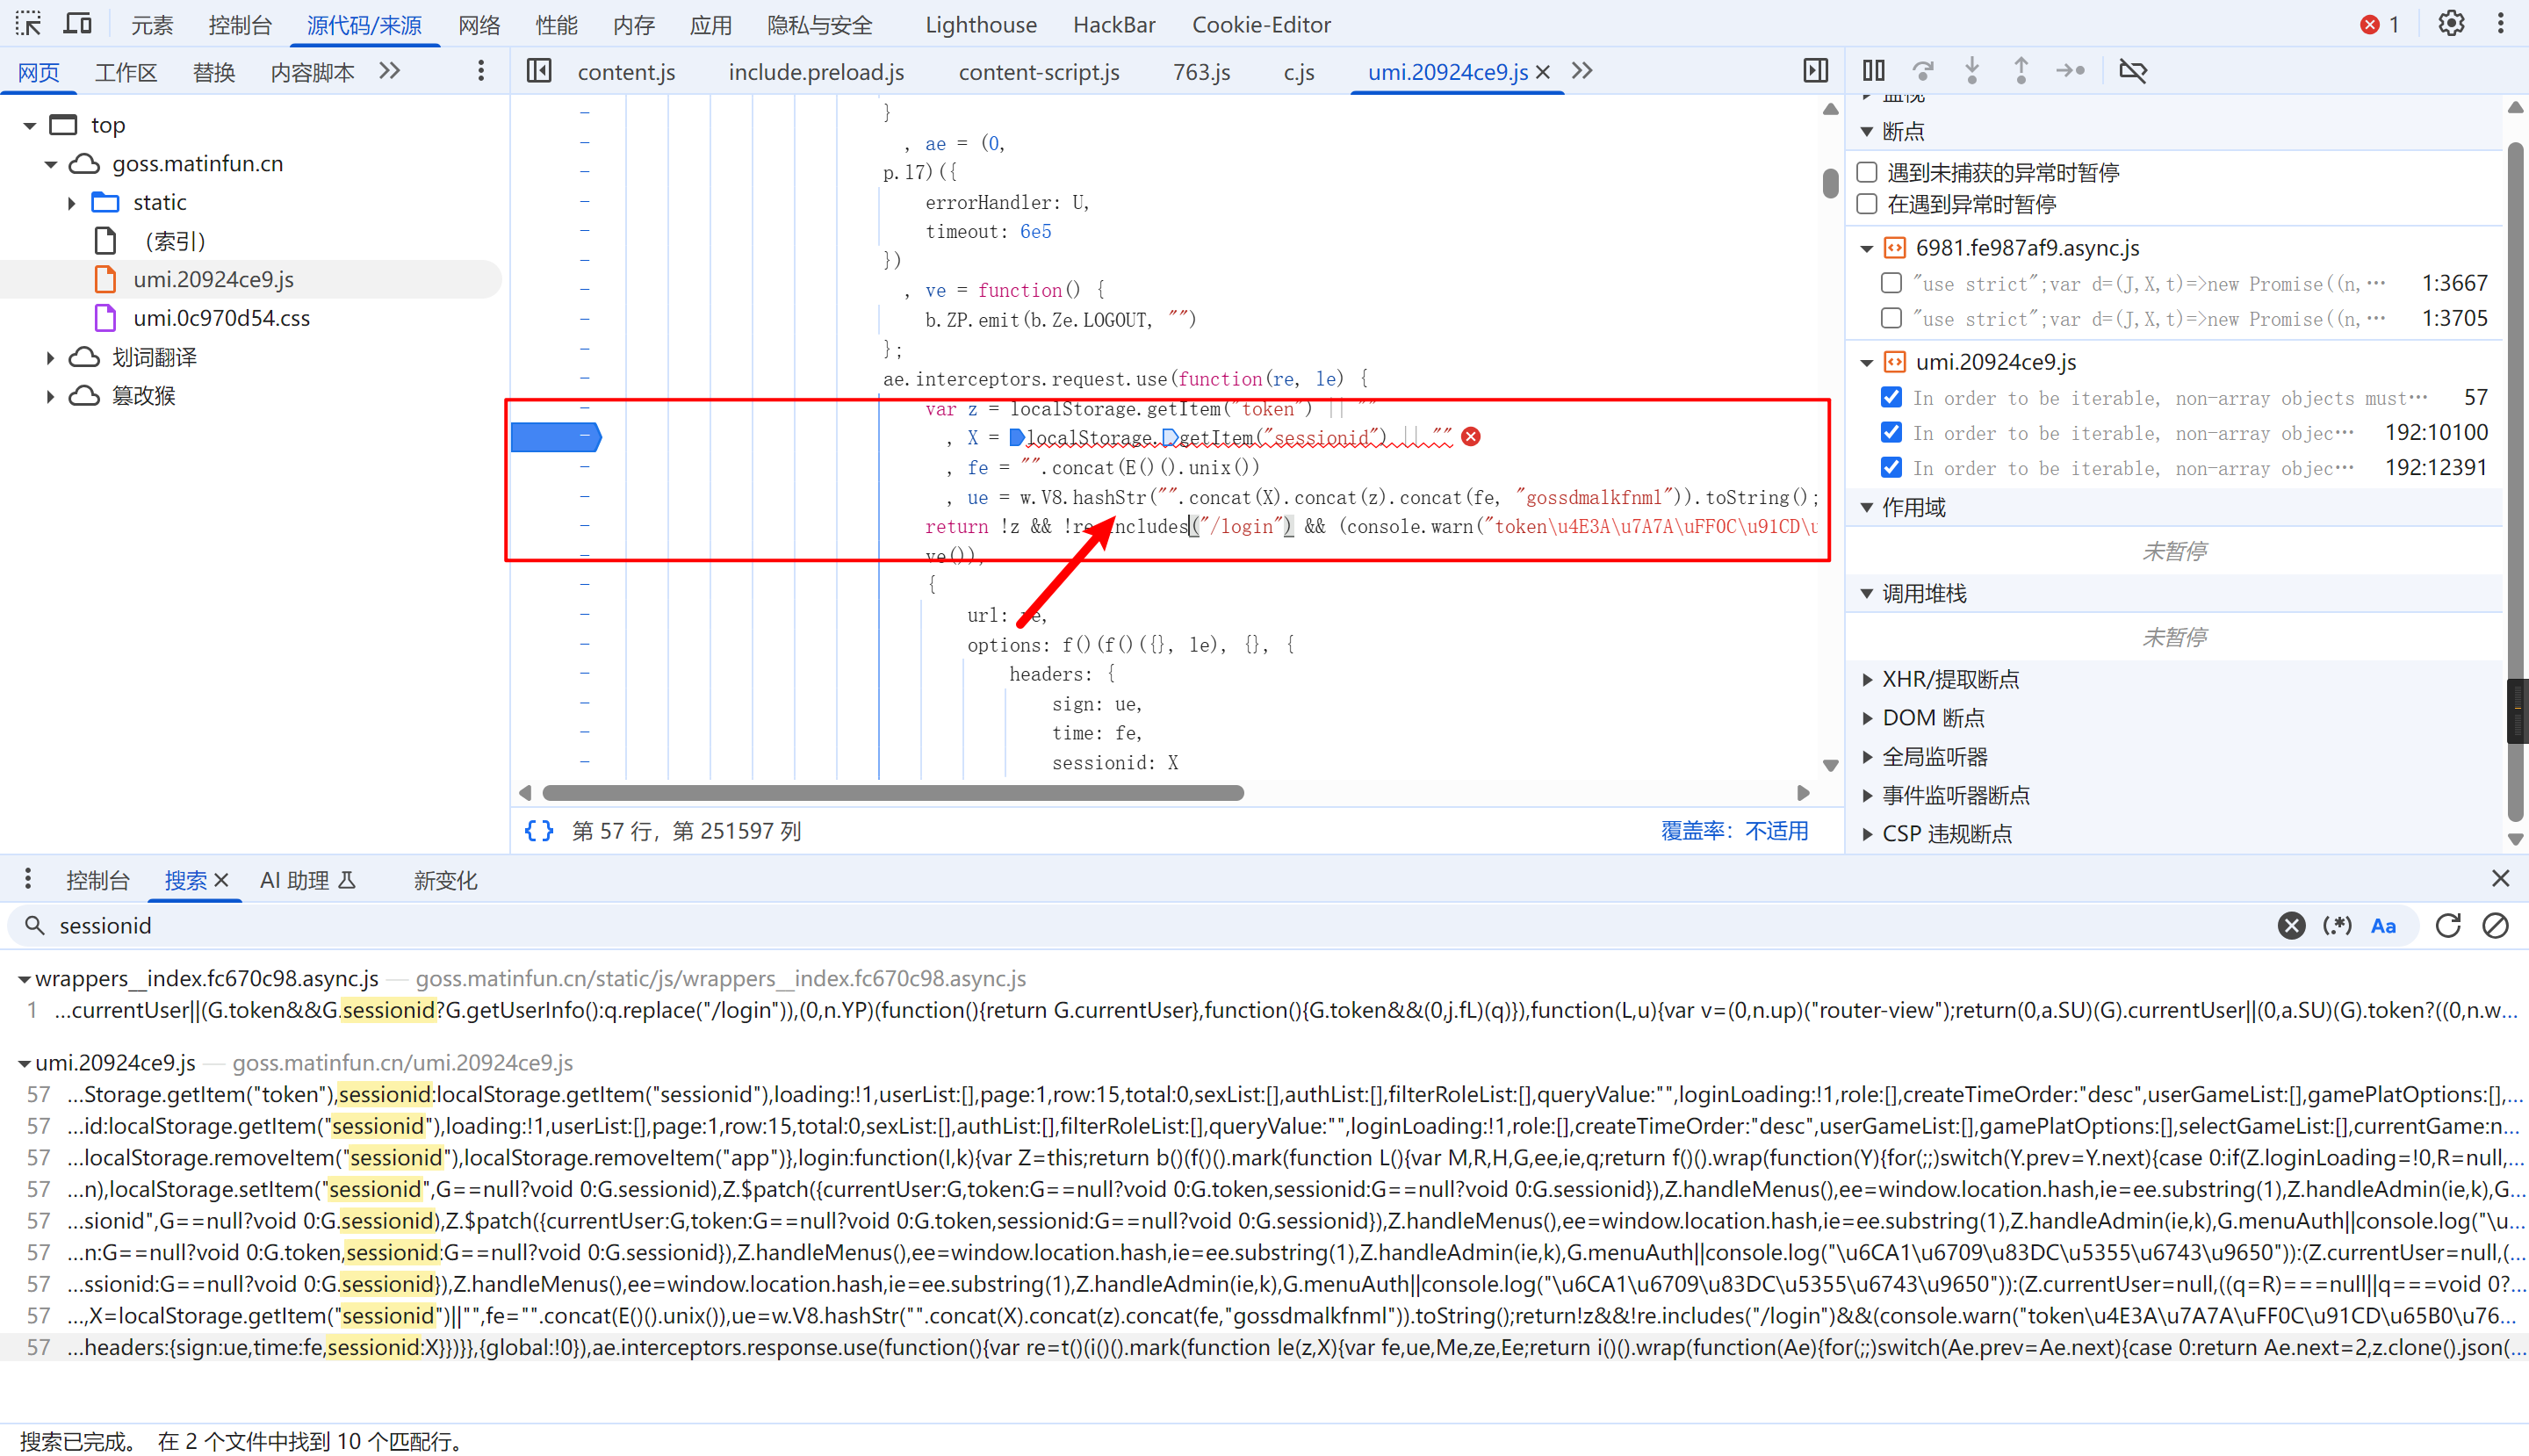 元素 控制台 源代码/来源 网络 性能 内存 应用 隐私与安全 Lighthouse HackBar Cookie-Editor 1
网页 工作区 替换 内容脚本
content.js include.preload.js content-script.js 763.js c.js umi.20924ce9.js
top
goss.matinfun.cn
static
(索引)
umi.20924ce9.js
umi.0c970d54.css
划词翻译
篡改猴
}
, ae = (0,
p.l7)({
errorHandler: U,
timeout: 6e5
})
, ve = function() {
b.ZP.emit(b.Ze.LOGOUT, "")
};
ae.interceptors.request.use(function(re, le) {
var z = localStorage.getItem("token") || ""
, X = localStorage.getItem("sessionid") || ""
, fe = "".concat(E()().unix())
, ue = w.V8.hashStr("".concat(X).concat(z).concat(fe, "gossdmalkfnml")).toString();
return !z && !re.includes("/login") && (console.warn("token\u4E3A\u7A7A\uFF0C\u91CD\u
ve()),
{
url: re,
options: f()(f()({}, le), {}, {
headers: {
sign: ue,
time: fe,
sessionid: X
第 57 行，第 251597 列 覆盖率：不适用
监视
断点
遇到未捕获的异常时暂停
在遇到异常时暂停
6981.fe987af9.async.js
"use strict";var d=(J,X,t)=>new Promise((n,… 1:3667
"use strict";var d=(J,X,t)=>new Promise((n,… 1:3705
umi.20924ce9.js
In order to be iterable, non-array objects must… 57
In order to be iterable, non-array objec… 192:10100
In order to be iterable, non-array objec… 192:12391
作用域
未暂停
调用堆栈
未暂停
XHR/提取断点
DOM 断点
全局监听器
事件监听器断点
CSP 违规断点
控制台 搜索 AI 助理 新变化
sessionid (.*) Aa
wrappers__index.fc670c98.async.js — goss.matinfun.cn/static/js/wrappers__index.fc670c98.async.js
1 …currentUser||(G.token&&G.sessionid?G.getUserInfo():q.replace("/login")),(0,n.YP)(function(){return G.currentUser},function(){G.token&&(0,j.fL)(q)}),function(L,u){var v=(0,n.up)("router-view");return(0,a.SU)(G).currentUser||(0,a.SU)(G).token?((0,n.w…
umi.20924ce9.js — goss.matinfun.cn/umi.20924ce9.js
57 …Storage.getItem("token"),sessionid:localStorage.getItem("sessionid"),loading:!1,userList:[],page:1,row:15,total:0,sexList:[],authList:[],filterRoleList:[],queryValue:"",loginLoading:!1,role:[],createTimeOrder:"desc",userGameList:[],gamePlatOptions:[],…
57 …id:localStorage.getItem("sessionid"),loading:!1,userList:[],page:1,row:15,total:0,sexList:[],authList:[],filterRoleList:[],queryValue:"",loginLoading:!1,role:[],createTimeOrder:"desc",userGameList:[],gamePlatOptions:[],selectGameList:[],currentGame:n…
57 …localStorage.removeItem("sessionid"),localStorage.removeItem("app")},login:function(I,k){var Z=this;return b()(f()().mark(function L(){var M,R,H,G,ee,ie,q;return f()().wrap(function(Y){for(;;)switch(Y.prev=Y.next){case 0:if(Z.loginLoading=!0,R=null,…
57 …n),localStorage.setItem("sessionid",G==null?void 0:G.sessionid),Z.$patch({currentUser:G,token:G==null?void 0:G.token,sessionid:G==null?void 0:G.sessionid}),Z.handleMenus(),ee=window.location.hash,ie=ee.substring(1),Z.handleAdmin(ie,k),G…
57 …sionid",G==null?void 0:G.sessionid),Z.$patch({currentUser:G,token:G==null?void 0:G.token,sessionid:G==null?void 0:G.sessionid}),Z.handleMenus(),ee=window.location.hash,ie=ee.substring(1),Z.handleAdmin(ie,k),G.menuAuth||console.log("\u…
57 …n:G==null?void 0:G.token,sessionid:G==null?void 0:G.sessionid}),Z.handleMenus(),ee=window.location.hash,ie=ee.substring(1),Z.handleAdmin(ie,k),G.menuAuth||console.log("\u6CA1\u6709\u83DC\u5355\u6743\u9650")):(Z.currentUser=null,(…
57 …ssionid:G==null?void 0:G.sessionid}),Z.handleMenus(),ee=window.location.hash,ie=ee.substring(1),Z.handleAdmin(ie,k),G.menuAuth||console.log("\u6CA1\u6709\u83DC\u5355\u6743\u9650")):(Z.currentUser=null,((q=R)===null||q===void 0?…
57 …,X=localStorage.getItem("sessionid")||"",fe="".concat(E()().unix()),ue=w.V8.hashStr("".concat(X).concat(z).concat(fe,"gossdmalkfnml")).toString();return!z&&!re.includes("/login")&&(console.warn("token\u4E3A\u7A7A\uFF0C\u91CD\u65B0\u76…
57 …headers:{sign:ue,time:fe,sessionid:X}})}},{global:!0}),ae.interceptors.response.use(function(){var re=t()(i()().mark(function le(z,X){var fe,ue,Me,ze,Ee;return i()().wrap(function(Ae){for(;;)switch(Ae.prev=Ae.next){case 0:return Ae.next=2,z.clone().json(…
搜索已完成。 在 2 个文件中找到 10 个匹配行。